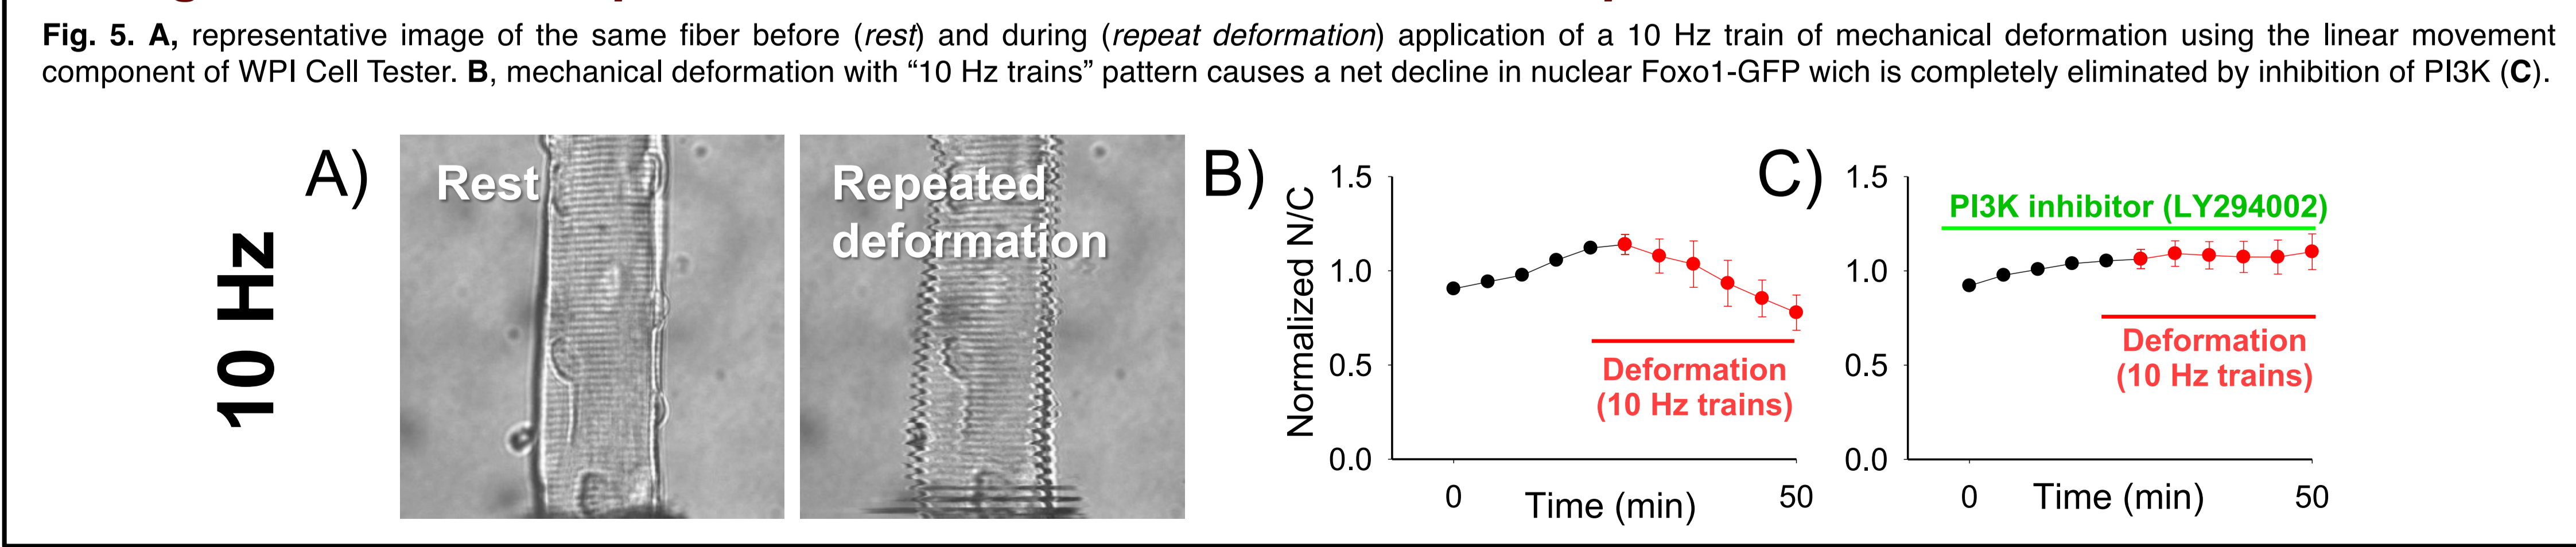 Fig. 5. A, representative image of the same fiber before (rest) and during (repeat deformation) application of a 10 Hz train of mechanical deformation using the linear movement
component of WPI Cell Tester. B, mechanical deformation with “10 Hz trains” pattern causes a net decline in nuclear Foxo1-GFP wich is completely eliminated by inhibition of PI3K (C).
10 Hz
A)
Rest
Repeated
deformation
B)
Normalized N/C
1.5
1.0
0.5
0.0
Deformation
(10 Hz trains)
0
50
Time (min)
C)
1.5
1.0
0.5
0.0
PI3K inhibitor (LY294002)
Deformation
(10 Hz trains)
0
50
Time (min)